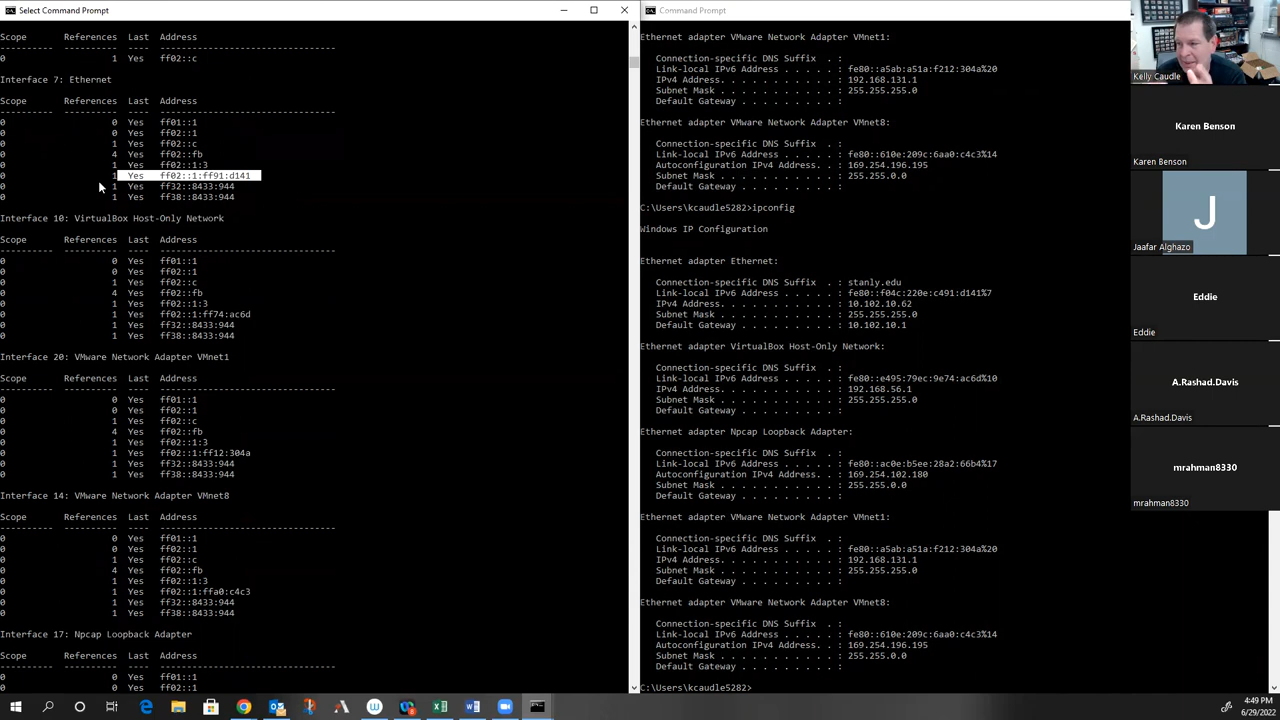 Select Command Prompt
Scope References Last Address
0 1 Yes ff02::c
Interface 7: Ethernet
Scope References Last Address
0 0 Yes ff01::1
0 0 Yes ff02::1
0 1 Yes ff02::c
0 4 Yes ff02::fb
0 1 Yes ff02::1:3
0 1 Yes ff02::1:ff91:d141
0 1 Yes ff32::8433:944
0 1 Yes ff38::8433:944
Interface 10: VirtualBox Host-Only Network
Scope References Last Address
0 0 Yes ff01::1
0 0 Yes ff02::1
0 1 Yes ff02::c
0 4 Yes ff02::fb
0 1 Yes ff02::1:3
0 1 Yes ff02::1:ff74:ac6d
0 1 Yes ff32::8433:944
0 1 Yes ff38::8433:944
Interface 20: VMware Network Adapter VMnet1
Scope References Last Address
0 0 Yes ff01::1
0 0 Yes ff02::1
0 1 Yes ff02::c
0 4 Yes ff02::fb
0 1 Yes ff02::1:3
0 1 Yes ff02::1:ff12:304a
0 1 Yes ff32::8433:944
0 1 Yes ff38::8433:944
Interface 14: VMware Network Adapter VMnet8
Scope References Last Address
0 0 Yes ff01::1
0 0 Yes ff02::1
0 1 Yes ff02::c
0 4 Yes ff02::fb
0 1 Yes ff02::1:3
0 1 Yes ff02::1:ffa0:c4c3
0 1 Yes ff32::8433:944
0 1 Yes ff38::8433:944
Interface 17: Npcap Loopback Adapter
Scope References Last Address
0 0 Yes ff01::1
0 0 Yes ff02::1
Command Prompt
Ethernet adapter VMware Network Adapter VMnet1:
Connection-specific DNS Suffix . :
Link-local IPv6 Address . . . . . : fe80::a5ab:a51a:f212:304a%20
IPv4 Address. . . . . . . . . . . : 192.168.131.1
Subnet Mask . . . . . . . . . . . : 255.255.255.0
Default Gateway . . . . . . . . . :
Ethernet adapter VMware Network Adapter VMnet8:
Connection-specific DNS Suffix . :
Link-local IPv6 Address . . . . . : fe80::610e:209c:6aa0:c4c3%14
Autoconfiguration IPv4 Address. . : 169.254.196.195
Subnet Mask . . . . . . . . . . . : 255.255.0.0
Default Gateway . . . . . . . . . :
C:\Users\kcaudle5282>ipconfig
Windows IP Configuration
Ethernet adapter Ethernet:
Connection-specific DNS Suffix . : stanly.edu
Link-local IPv6 Address . . . . . : fe80::f04c:220e:c491:d141%7
IPv4 Address. . . . . . . . . . . : 10.102.10.62
Subnet Mask . . . . . . . . . . . : 255.255.255.0
Default Gateway . . . . . . . . . : 10.102.10.1
Ethernet adapter VirtualBox Host-Only Network:
Connection-specific DNS Suffix . :
Link-local IPv6 Address . . . . . : fe80::e495:79ec:9e74:ac6d%10
IPv4 Address. . . . . . . . . . . : 192.168.56.1
Subnet Mask . . . . . . . . . . . : 255.255.255.0
Default Gateway . . . . . . . . . :
Ethernet adapter Npcap Loopback Adapter:
Connection-specific DNS Suffix . :
Link-local IPv6 Address . . . . . : fe80::ac0e:b5ee:28a2:66b4%17
Autoconfiguration IPv4 Address. . : 169.254.102.180
Subnet Mask . . . . . . . . . . . : 255.255.0.0
Default Gateway . . . . . . . . . :
Ethernet adapter VMware Network Adapter VMnet1:
Connection-specific DNS Suffix . :
Link-local IPv6 Address . . . . . : fe80::a5ab:a51a:f212:304a%20
IPv4 Address. . . . . . . . . . . : 192.168.131.1
Subnet Mask . . . . . . . . . . . : 255.255.255.0
Default Gateway . . . . . . . . . :
Ethernet adapter VMware Network Adapter VMnet8:
Connection-specific DNS Suffix . :
Link-local IPv6 Address . . . . . : fe80::610e:209c:6aa0:c4c3%14
Autoconfiguration IPv4 Address. . : 169.254.196.195
Subnet Mask . . . . . . . . . . . : 255.255.0.0
Default Gateway . . . . . . . . . :
C:\Users\kcaudle5282>
Kelly Caudle
Karen Benson
Karen Benson
J
Jaafar Alghazo
Eddie
Eddie
A.Rashad.Davis
A.Rashad.Davis
mrahman8330
mrahman8330
4:49 PM
6/29/2022